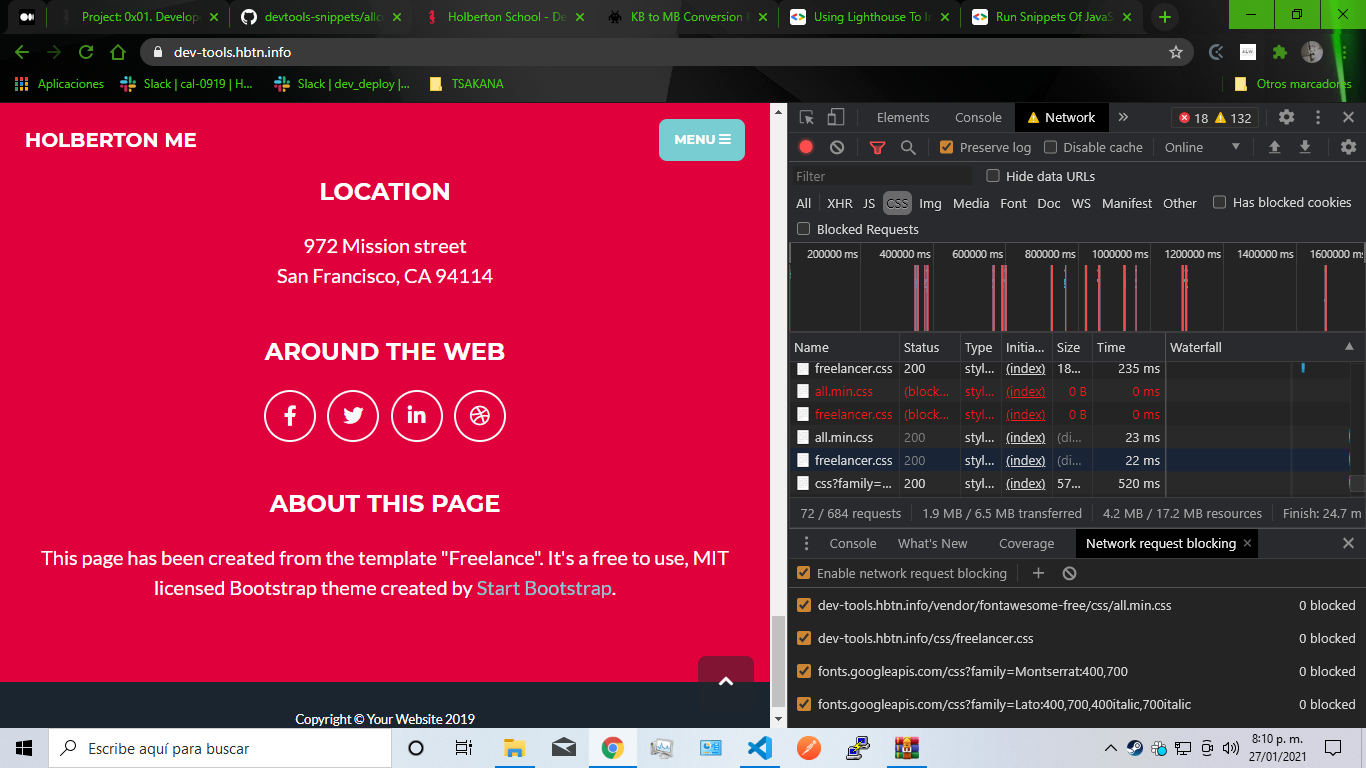 Project: 0x01. Develope
devtools-snippets/allco
Holberton School - De
KB to MB Conversion
Using Lighthouse To I
Run Snippets Of JavaS
dev-tools.hbtn.info
Aplicaciones
Slack | cal-0919 | H...
Slack | dev_deploy |...
TSAKANA
Otros marcadores
HOLBERTON ME
MENU
LOCATION
972 Mission street
San Francisco, CA 94114
AROUND THE WEB
ABOUT THIS PAGE
This page has been created from the template "Freelance". It's a free to use, MIT
licensed Bootstrap theme created by Start Bootstrap.
Copyright © Your Website 2019
Elements Console Network 18 132
Preserve log Disable cache Online
Filter Hide data URLs
All XHR JS CSS Img Media Font Doc WS Manifest Other Has blocked cookies
Blocked Requests
200000 ms 400000 ms 600000 ms 800000 ms 1000000 ms 1200000 ms 1400000 ms 1600000 ms
Name Status Type Initia... Size Time Waterfall
freelancer.css 200 styl... (index) 18... 235 ms
all.min.css (block... styl... (index) 0 B 0 ms
freelancer.css (block... styl... (index) 0 B 0 ms
all.min.css 200 styl... (index) (di... 23 ms
freelancer.css 200 styl... (index) (di... 22 ms
css?family=... 200 styl... (index) 57... 520 ms
72 / 684 requests 1.9 MB / 6.5 MB transferred 4.2 MB / 17.2 MB resources Finish: 24.7 m
Console What's New Coverage Network request blocking
Enable network request blocking
dev-tools.hbtn.info/vendor/fontawesome-free/css/all.min.css 0 blocked
dev-tools.hbtn.info/css/freelancer.css 0 blocked
fonts.googleapis.com/css?family=Montserrat:400,700 0 blocked
fonts.googleapis.com/css?family=Lato:400,700,400italic,700italic 0 blocked
Escribe aquí para buscar
8:10 p. m.
27/01/2021